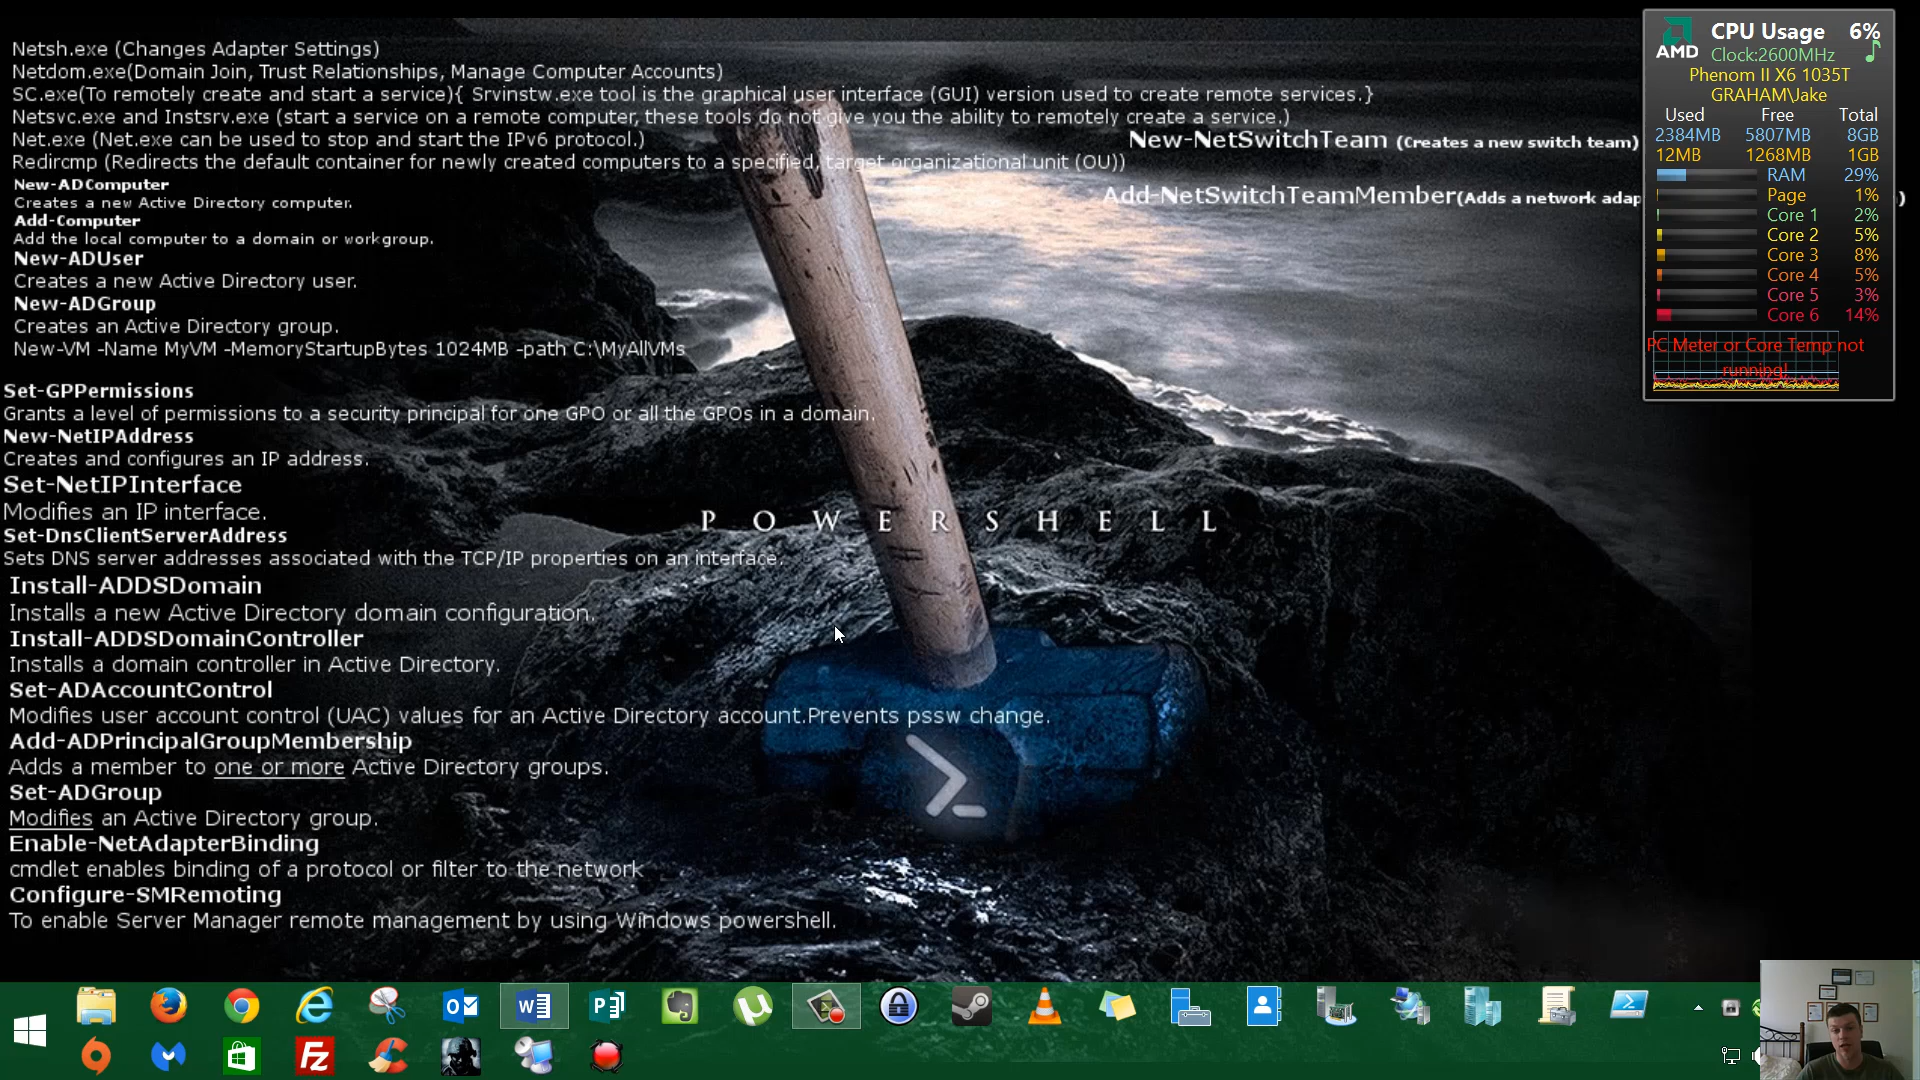 Netsh.exe (Changes Adapter Settings)
Netdom.exe(Domain Join, Trust Relationships, Manage Computer Accounts)
SC.exe(To remotely create and start a service){ Srvinstw.exe tool is the graphical user interface (GUI) version used to create remote services.}
Netsvc.exe and Instsrv.exe (start a service on a remote computer, these tools do not give you the ability to remotely create a service.)
Net.exe (Net.exe can be used to stop and start the IPv6 protocol.)
New-NetSwitchTeam (Creates a new switch team)
Redircmp (Redirects the default container for newly created computers to a specified, target organizational unit (OU))
New-ADComputer
Creates a new Active Directory computer.
Add-NetSwitchTeamMember(Adds a network adap )
Add-Computer
Add the local computer to a domain or workgroup.
New-ADUser
Creates a new Active Directory user.
New-ADGroup
Creates an Active Directory group.
New-VM -Name MyVM -MemoryStartupBytes 1024MB -path C:\MyAllVMs
Set-GPPermissions
Grants a level of permissions to a security principal for one GPO or all the GPOs in a domain.
New-NetIPAddress
Creates and configures an IP address.
Set-NetIPInterface
Modifies an IP interface.
Set-DnsClientServerAddress
Sets DNS server addresses associated with the TCP/IP properties on an interface.
Install-ADDSDomain
Installs a new Active Directory domain configuration.
Install-ADDSDomainController
Installs a domain controller in Active Directory.
Set-ADAccountControl
Modifies user account control (UAC) values for an Active Directory account.Prevents pssw change.
Add-ADPrincipalGroupMembership
Adds a member to one or more Active Directory groups.
Set-ADGroup
Modifies an Active Directory group.
Enable-NetAdapterBinding
cmdlet enables binding of a protocol or filter to the network
Configure-SMRemoting
To enable Server Manager remote management by using Windows powershell.
POWERSHELL
AMD
CPU Usage 6%
Clock:2600MHz
Phenom II X6 1035T
GRAHAM\Jake
Used Free Total
2384MB 5807MB 8GB
12MB 1268MB 1GB
RAM 29%
Page 1%
Core 1 2%
Core 2 5%
Core 3 8%
Core 4 5%
Core 5 3%
Core 6 14%
PC Meter or Core Temp not
running!